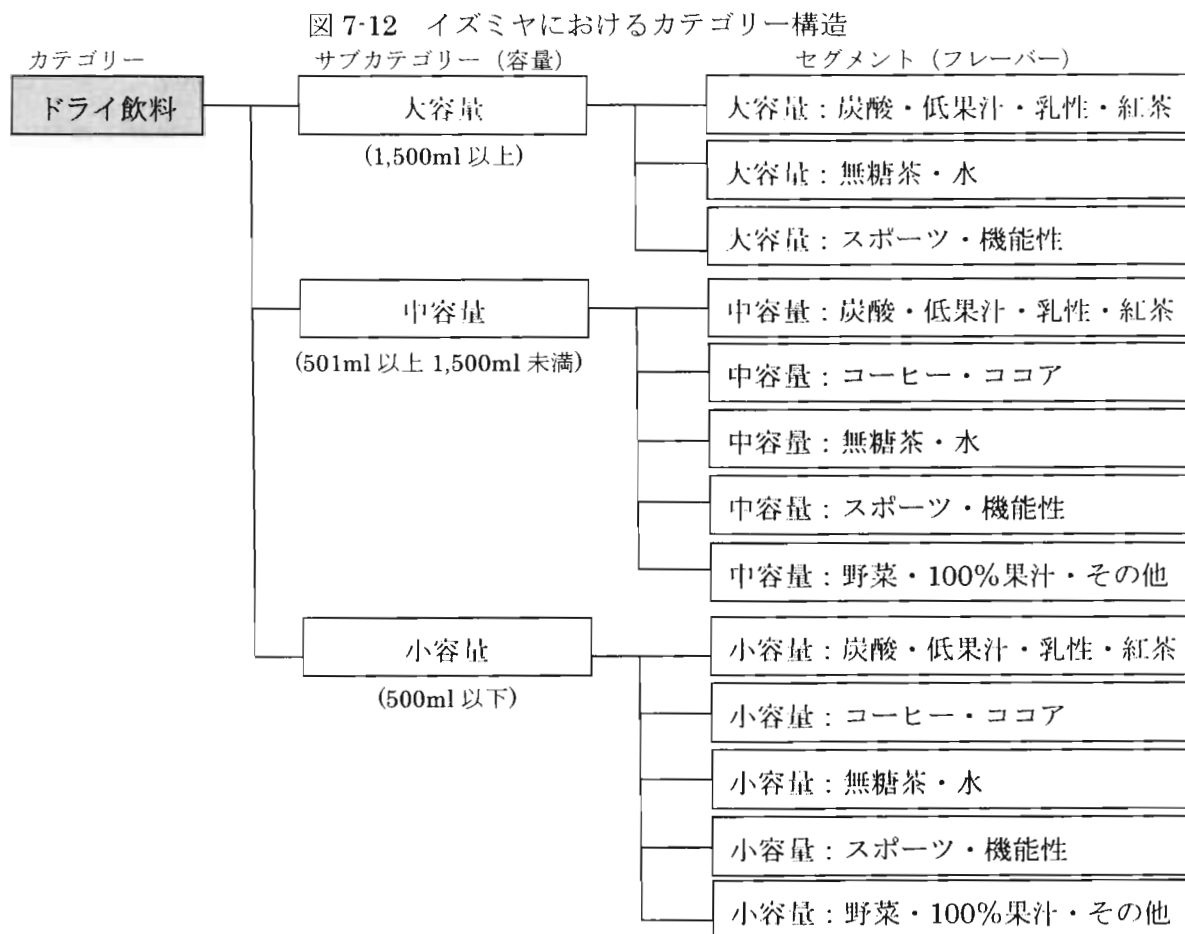 図 7-12 イズミヤにおけるカテゴリー構造
カテゴリー
サブカテゴリー（容量）
セグメント（フレーバー）
ドライ飲料
大容量
(1,500ml 以上)
大容量：炭酸・低果汁・乳性・紅茶
大容量：無糖茶・水
大容量：スポーツ・機能性
中容量
(501ml 以上 1,500ml 未満)
中容量：炭酸・低果汁・乳性・紅茶
中容量：コーヒー・ココア
中容量：無糖茶・水
中容量：スポーツ・機能性
中容量：野菜・100%果汁・その他
小容量
(500ml 以下)
小容量：炭酸・低果汁・乳性・紅茶
小容量：コーヒー・ココア
小容量：無糖茶・水
小容量：スポーツ・機能性
小容量：野菜・100%果汁・その他